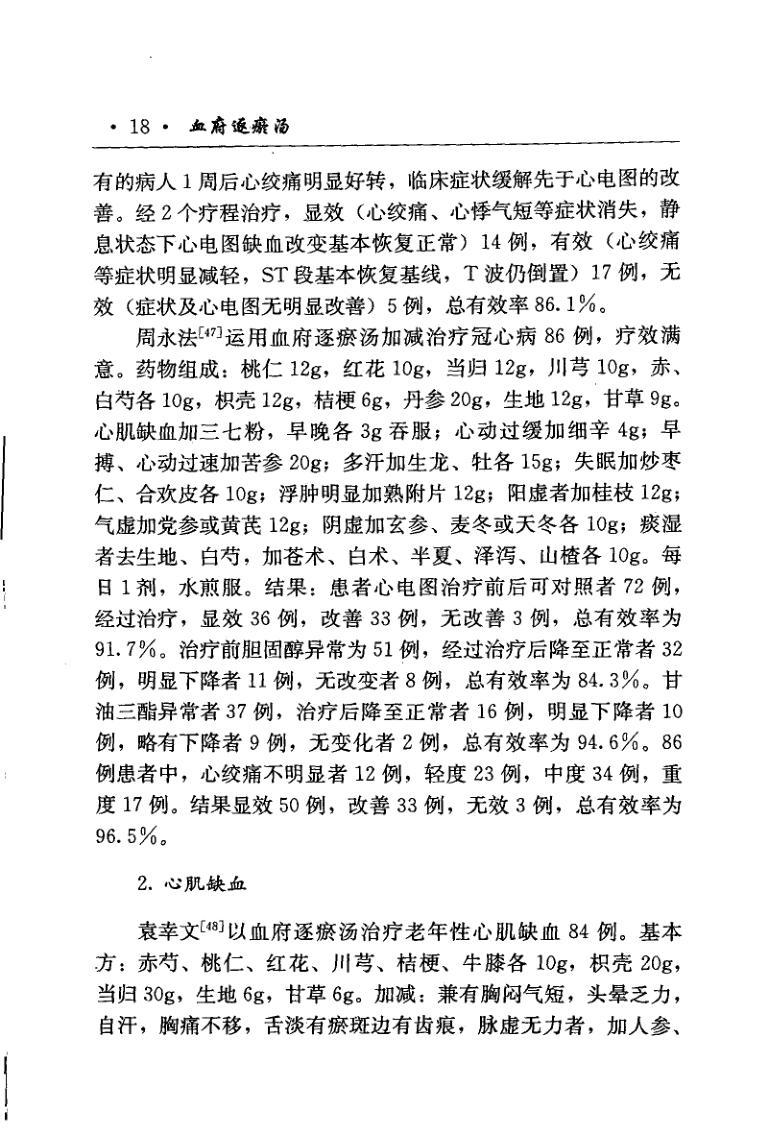 · 18 · 血府逐瘀汤
有的病人 1 周后心绞痛明显好转，临床症状缓解先于心电图的改
善。经 2 个疗程治疗，显效（心绞痛、心悸气短等症状消失，静
息状态下心电图缺血改变基本恢复正常）14 例，有效（心绞痛
等症状明显减轻，ST 段基本恢复基线，T 波仍倒置）17 例，无
效（症状及心电图无明显改善）5 例，总有效率 86.1%。
周永法[47]运用血府逐瘀汤加减治疗冠心病 86 例，疗效满
意。药物组成：桃仁 12g，红花 10g，当归 12g，川芎 10g，赤、
白芍各 10g，枳壳 12g，桔梗 6g，丹参 20g，生地 12g，甘草 9g。
心肌缺血加三七粉，早晚各 3g 吞服；心动过缓加细辛 4g；早
搏、心动过速加苦参 20g；多汗加生龙、牡各 15g；失眠加炒枣
仁、合欢皮各 10g；浮肿明显加熟附片 12g；阳虚者加桂枝 12g；
气虚加党参或黄芪 12g；阴虚加玄参、麦冬或天冬各 10g；痰湿
者去生地、白芍，加苍术、白术、半夏、泽泻、山楂各 10g。每
日 1 剂，水煎服。结果：患者心电图治疗前后可对照者 72 例，
经过治疗，显效 36 例，改善 33 例，无改善 3 例，总有效率为
91.7%。治疗前胆固醇异常为 51 例，经过治疗后降至正常者 32
例，明显下降者 11 例，无改变者 8 例，总有效率为 84.3%。甘
油三酯异常者 37 例，治疗后降至正常者 16 例，明显下降者 10
例，略有下降者 9 例，无变化者 2 例，总有效率为 94.6%。86
例患者中，心绞痛不明显者 12 例，轻度 23 例，中度 34 例，重
度 17 例。结果显效 50 例，改善 33 例，无效 3 例，总有效率为
96.5%。
2. 心肌缺血
袁幸文[48]以血府逐瘀汤治疗老年性心肌缺血 84 例。基本
方：赤芍、桃仁、红花、川芎、桔梗、牛膝各 10g，枳壳 20g，
当归 30g，生地 6g，甘草 6g。加减：兼有胸闷气短，头晕乏力，
自汗，胸痛不移，舌淡有瘀斑边有齿痕，脉虚无力者，加人参、